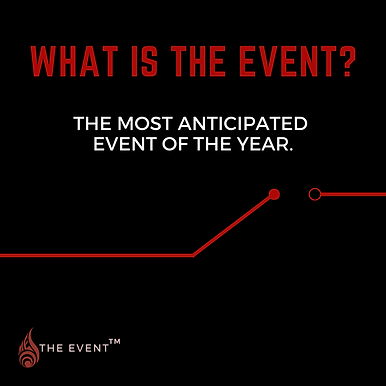 WHAT IS THE EVENT?
THE MOST ANTICIPATED
EVENT OF THE YEAR.
THE EVENT™